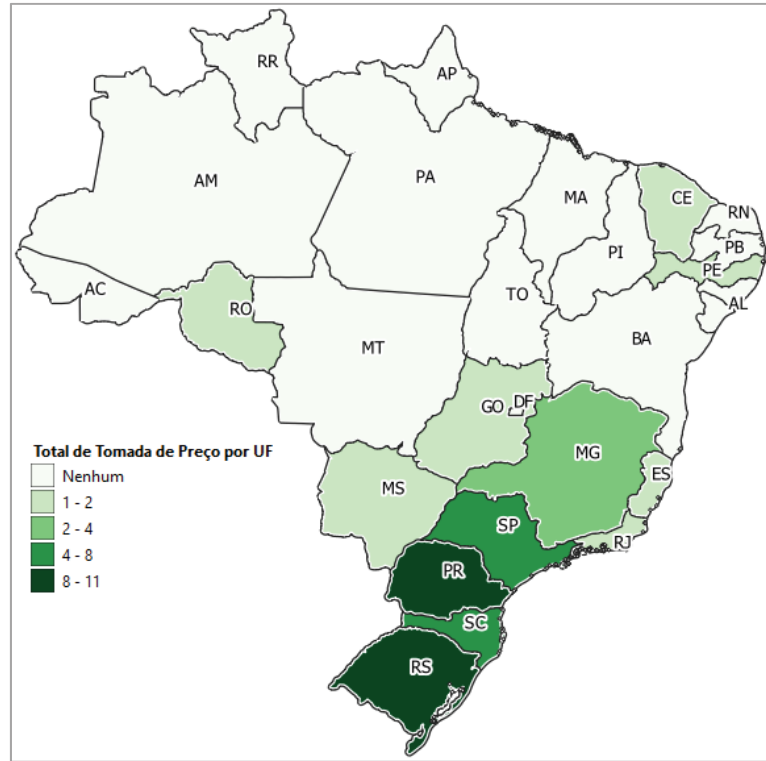 RR
AP
AM
PA
MA
CE
RN
PB
PI
PE
AC
RO
TO
AL
MT
BA
GO
DF
MG
MS
ES
SP
RJ
PR
SC
RS
Total de Tomada de Preço por UF
Nenhum
1 - 2
2 - 4
4 - 8
8 - 11